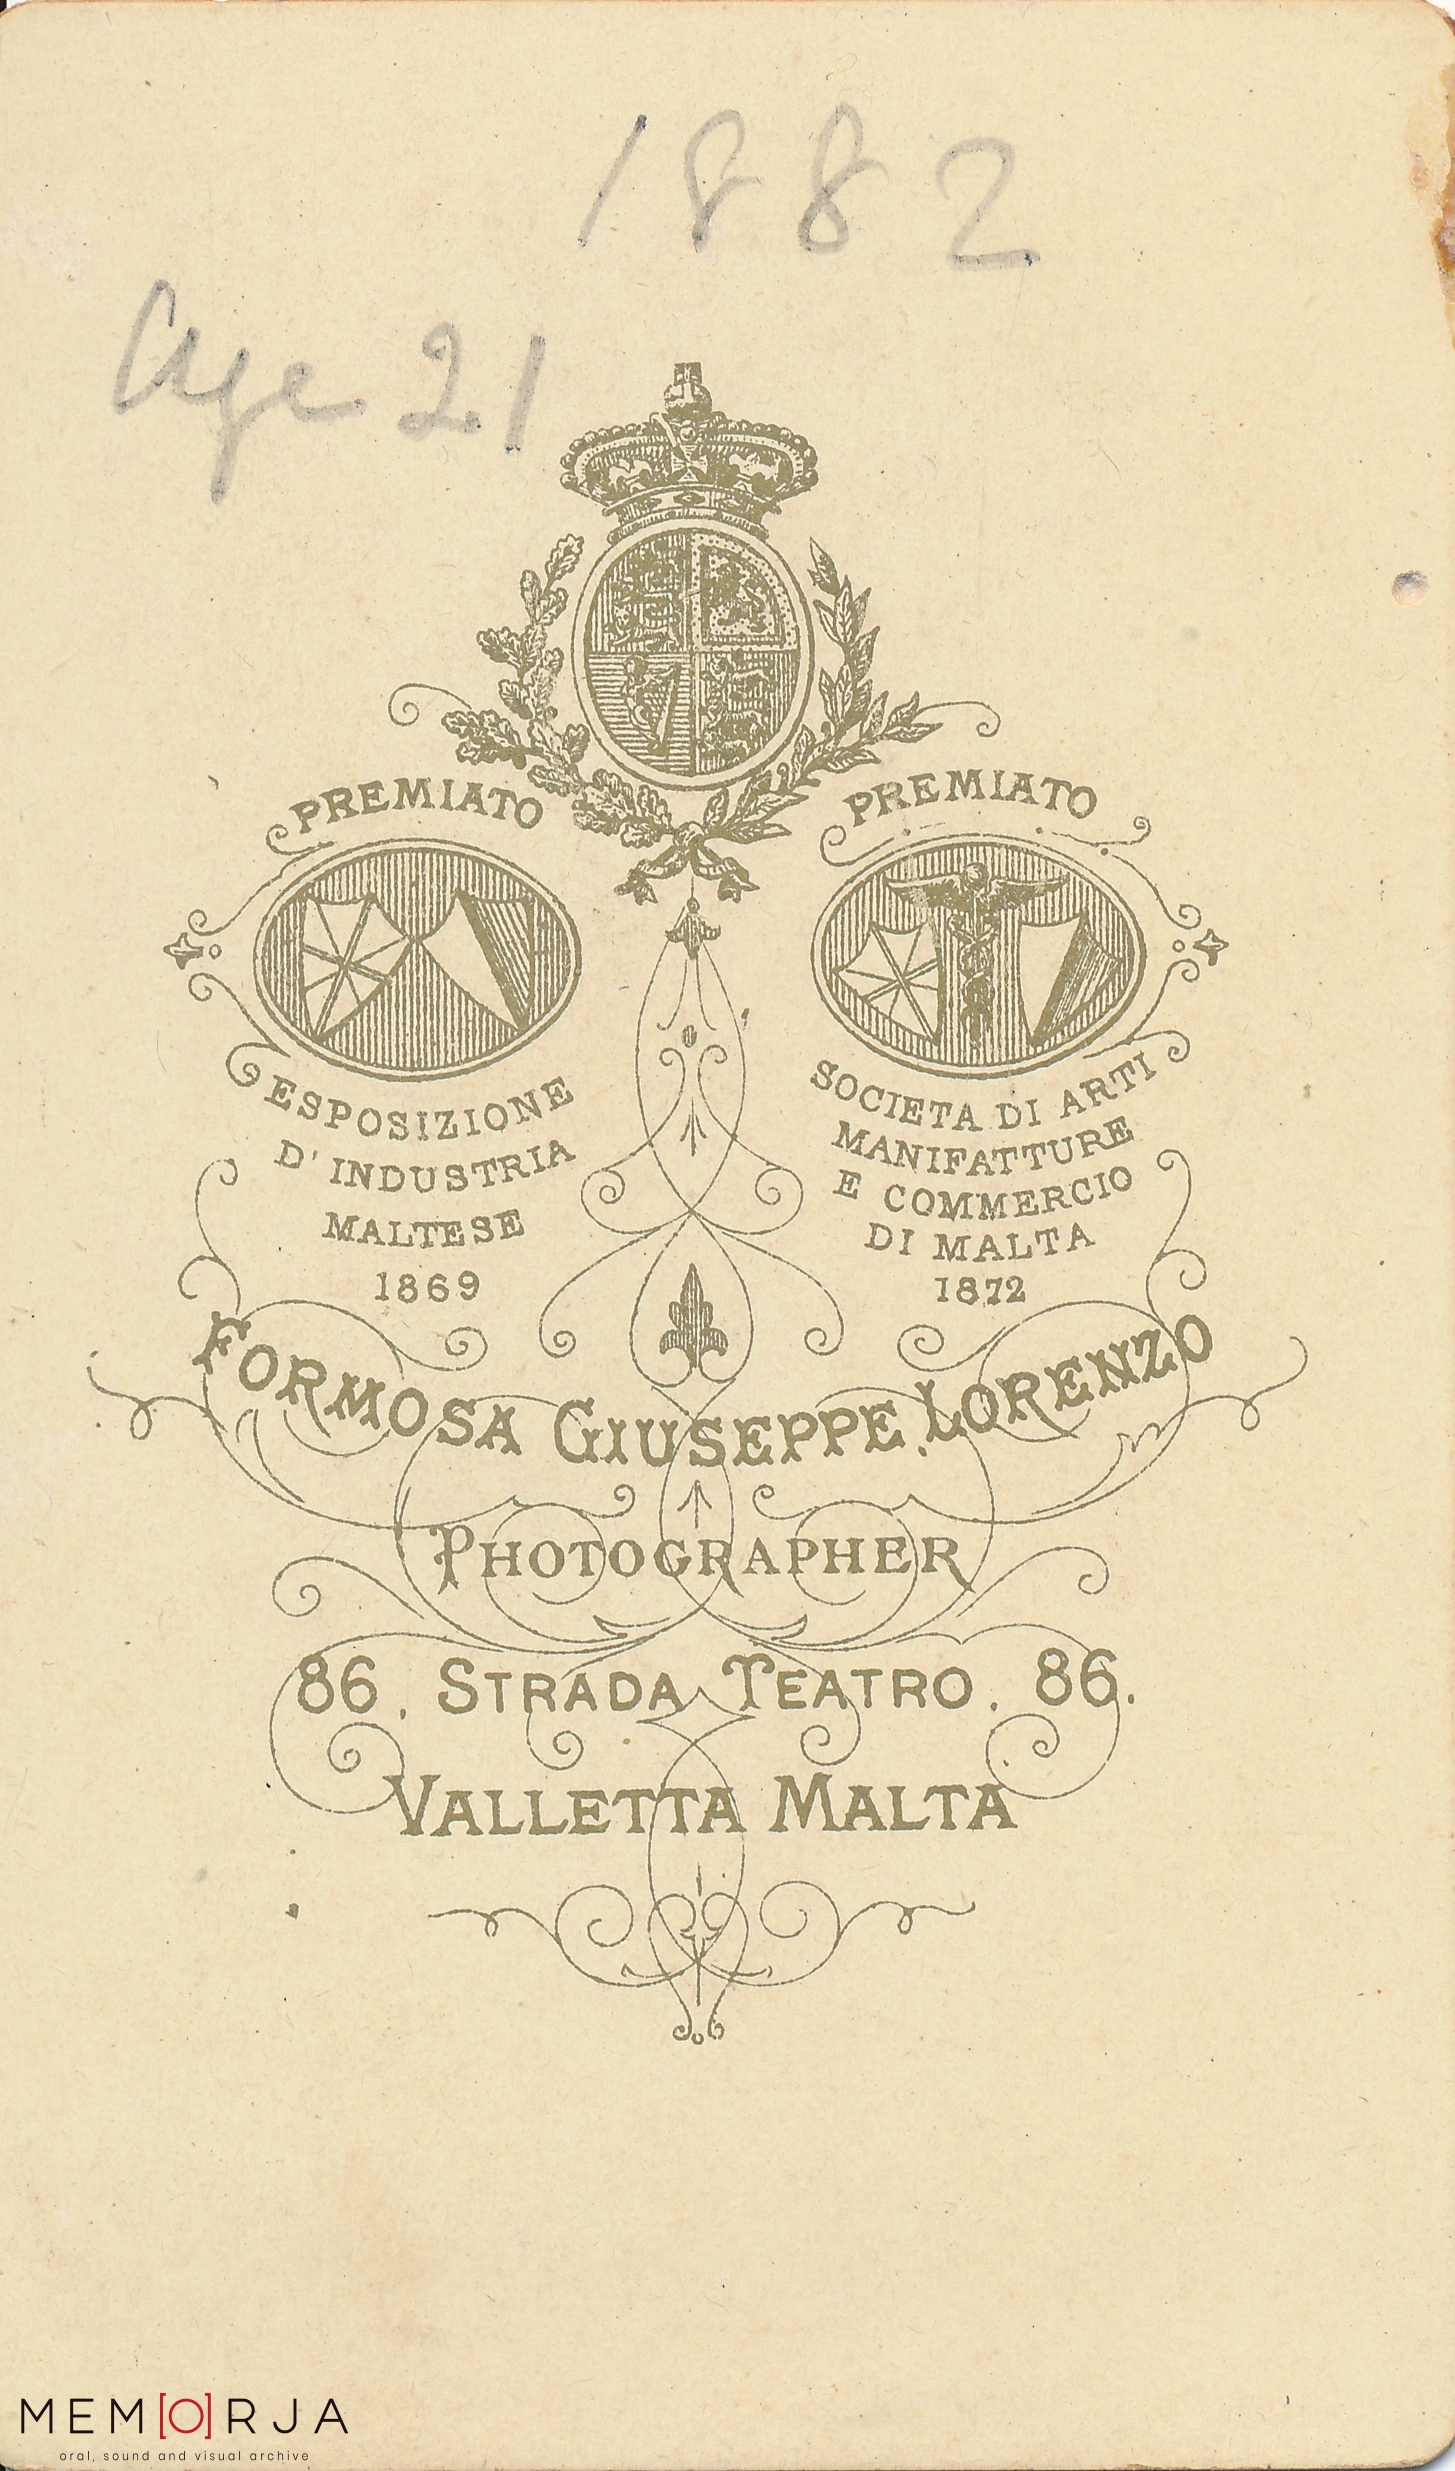 1882
Age 21
PREMIATO
ESPOSIZIONE
D'INDUSTRIA
MALTESE
1869
PREMIATO
SOCIETA DI ARTI
MANIFATTURE
E COMMERCIO
DI MALTA
1872
FORMOSA GIUSEPPE. LORENZO
PHOTOGRAPHER
86. STRADA TEATRO. 86.
VALLETTA MALTA
MEM[O]RJA
oral, sound and visual archive